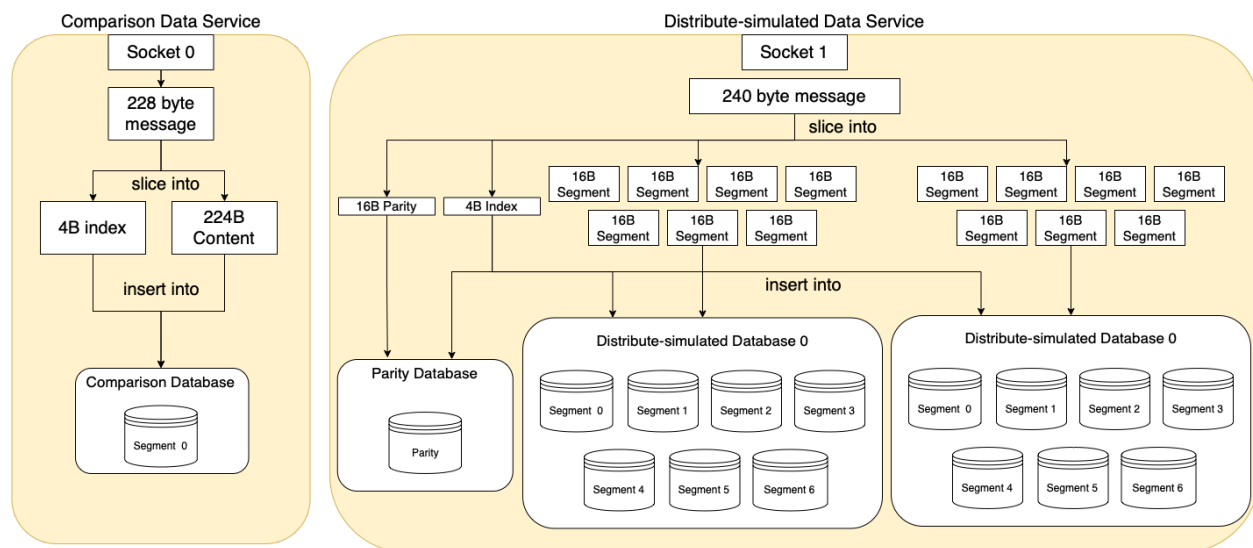 Comparison Data Service
Socket 0
228 byte
message
slice into
4B index
224B
Content
insert into
Comparison Database
Segment 0
Distribute-simulated Data Service
Socket 1
240 byte message
slice into
16B Parity
4B Index
16B
Segment
16B
Segment
16B
Segment
16B
Segment
16B
Segment
16B
Segment
16B
Segment
16B
Segment
16B
Segment
16B
Segment
16B
Segment
16B
Segment
16B
Segment
16B
Segment
insert into
Parity Database
Parity
Distribute-simulated Database 0
Segment 0
Segment 1
Segment 2
Segment 3
Segment 4
Segment 5
Segment 6
Distribute-simulated Database 0
Segment 0
Segment 1
Segment 2
Segment 3
Segment 4
Segment 5
Segment 6